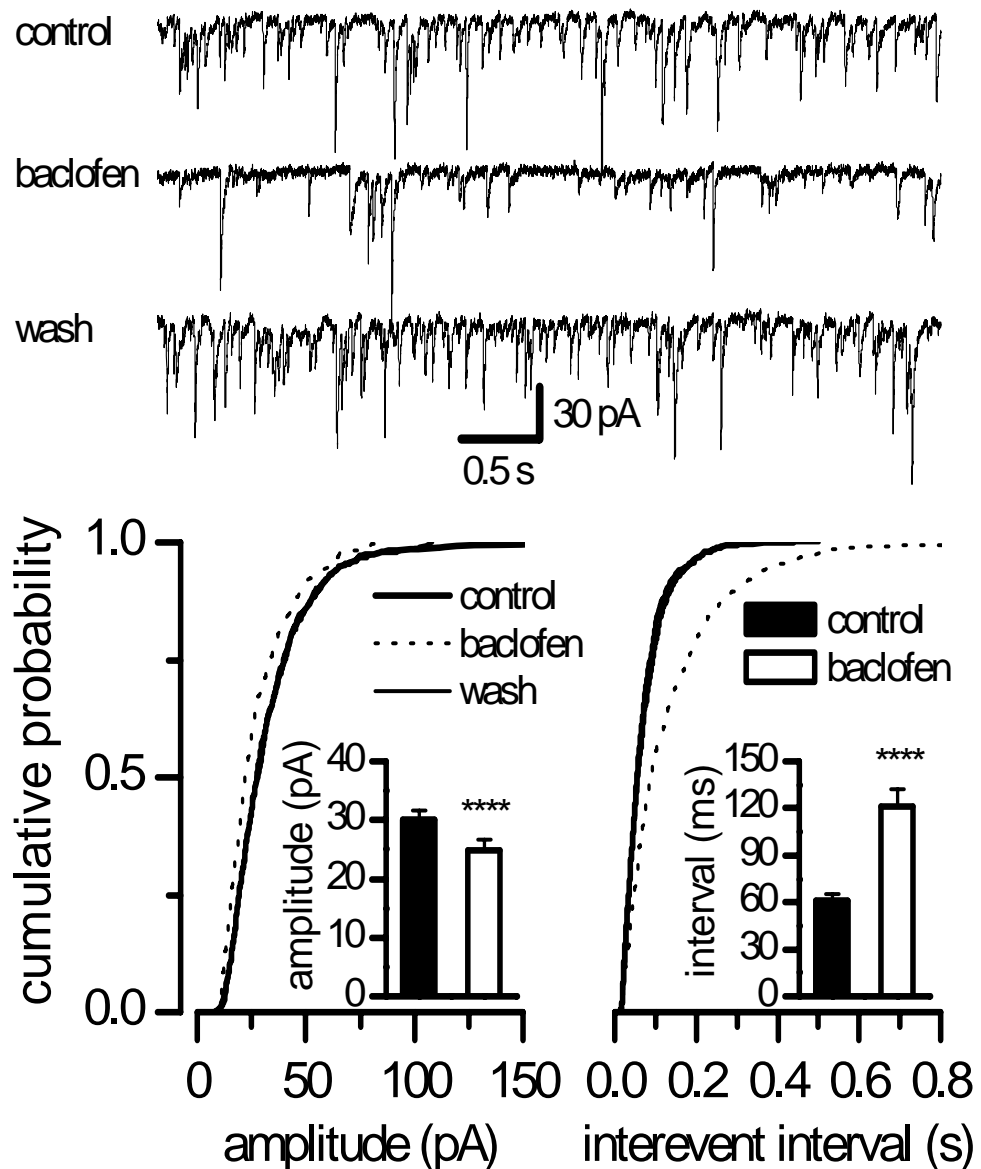 control
baclofen
wash
30 pA
0.5 s
cumulative probability
1.0
0.5
0.0
control
baclofen
wash
amplitude (pA)
40
30
20
10
0
****
0 50 100 150
amplitude (pA)
control
baclofen
interval (ms)
150
120
90
60
30
0
****
0.0 0.2 0.4 0.6 0.8
interevent interval (s)